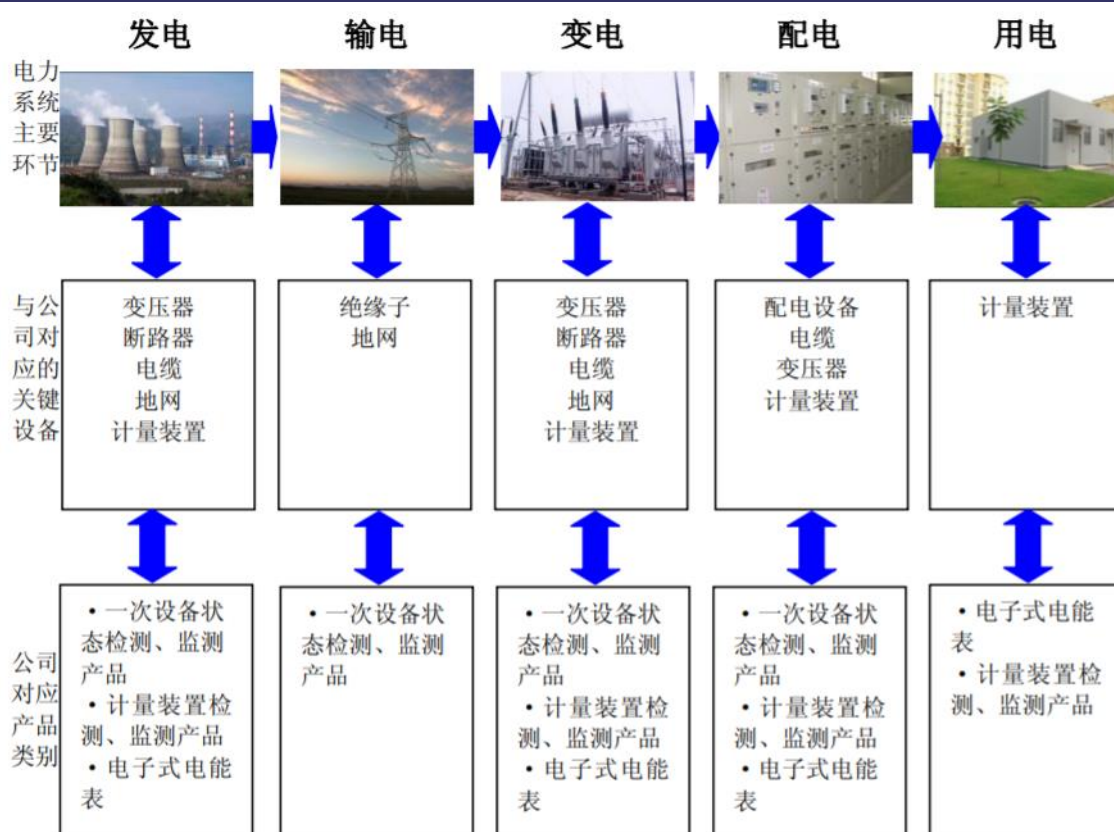 发电
输电
变电
配电
用电
电力
系统
主要
环节
与公
司对
应的
关键
设备
变压器
断路器
电缆
地网
计量装置
绝缘子
地网
变压器
断路器
电缆
地网
计量装置
配电设备
电缆
变压器
计量装置
计量装置
公司
对应
产品
类别
•一次设备状
态检测、监测
产品
•计量装置检
测、监测产品
•电子式电能
表
•一次设备状
态检测、监测
产品
•一次设备状
态检测、监测
产品
•计量装置检
测、监测产品
•电子式电能
表
•一次设备状
态检测、监测
产品
•计量装置检
测、监测产品
•电子式电能
表
•电子式电能
表
•计量装置检
测、监测产品